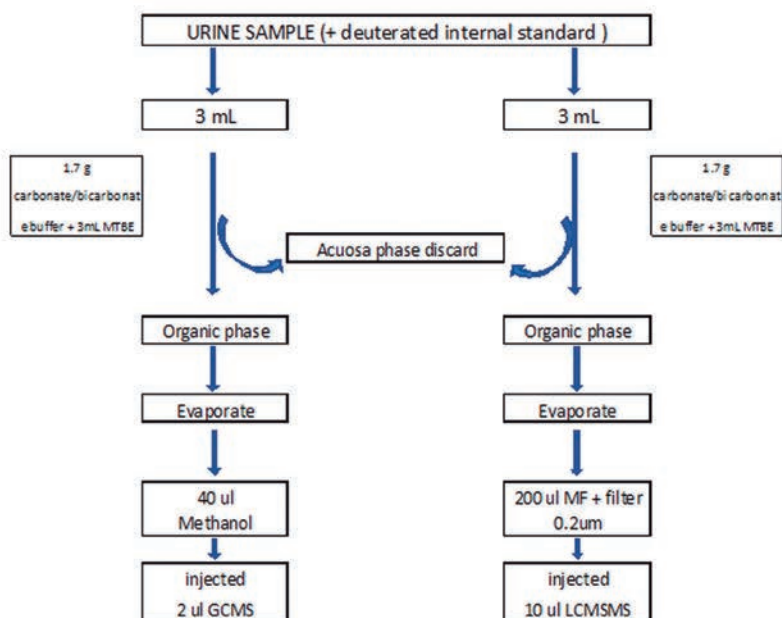 URINE SAMPLE (+ deuterated internal standard )
3 mL
3 mL
1.7 g
carbonate/bicarbonat
e buffer + 3mL MTBE
1.7 g
carbonate/bicarbonat
e buffer + 3mL MTBE
Acuosa phase discard
Organic phase
Organic phase
Evaporate
Evaporate
40 ul
Methanol
200 ul MF + filter
0.2um
injected
2 ul GCMS
injected
10 ul LCMSMS